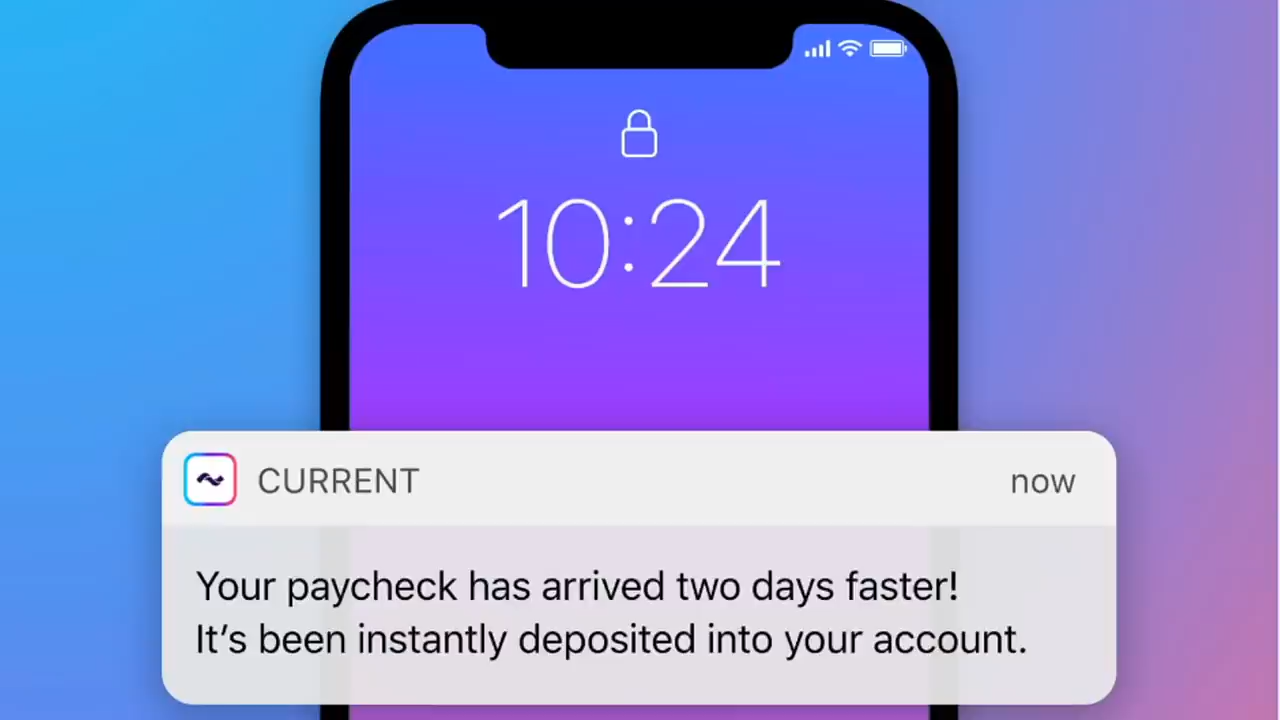 10:24
CURRENT now
Your paycheck has arrived two days faster!
It’s been instantly deposited into your account.